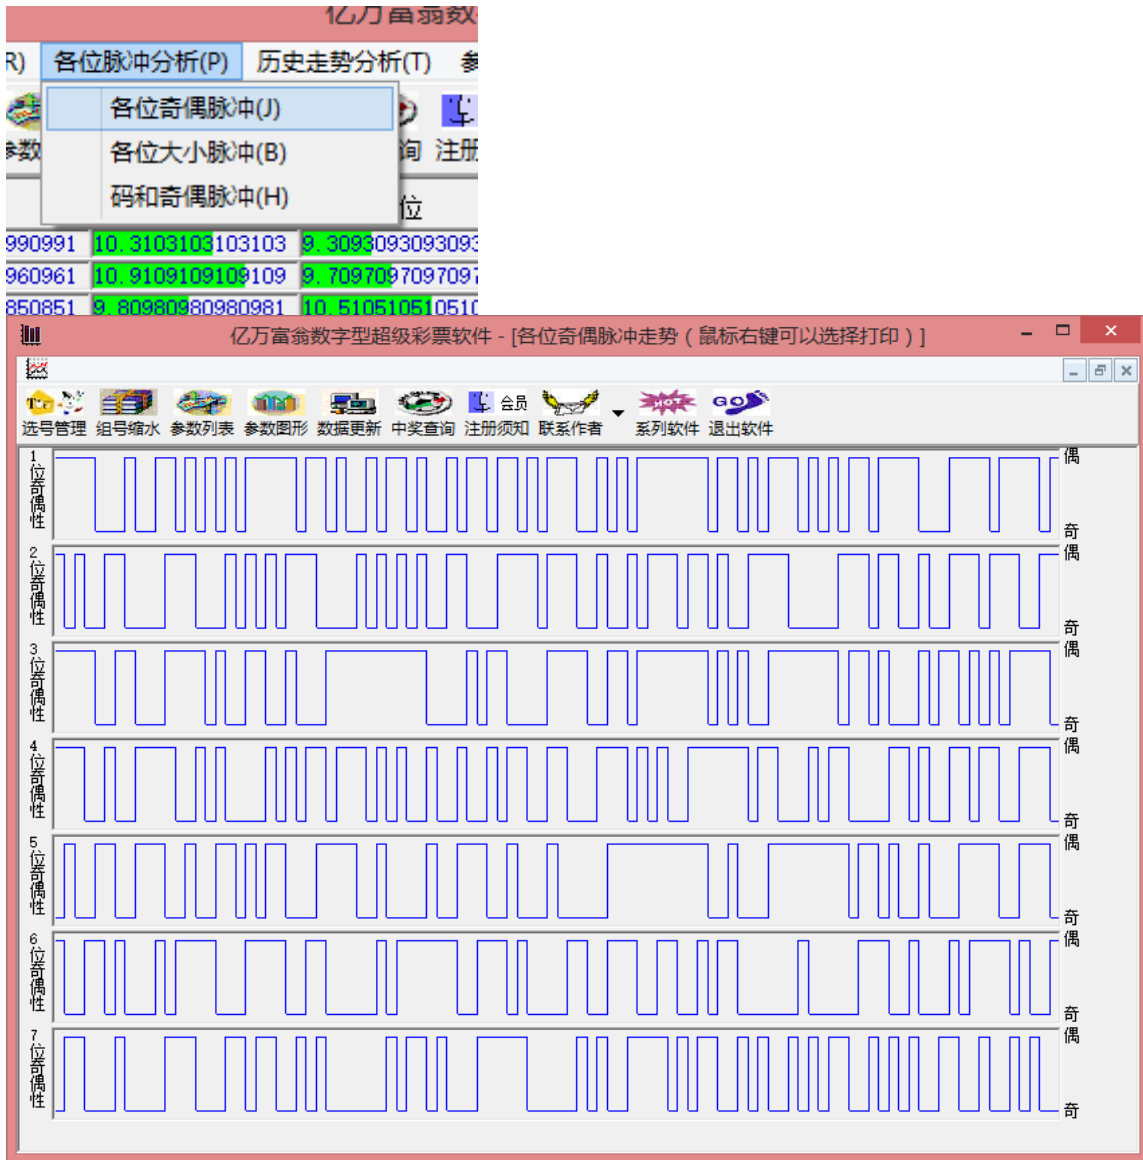 亿万富翁数
R) 各位脉冲分析(P) 历史走势分析(T)
各位奇偶脉冲(J)
参数 询 注册
各位大小脉冲(B)
码和奇偶脉冲(H)
位
990991 10.3103103103103 9.3093093093093
960961 10.9109109109109 9.7097097097097
850851 9.80980980980981 10.510510510510
亿万富翁数字型超级彩票软件 - [各位奇偶脉冲走势（鼠标右键可以选择打印）]
会员
选号管理 组号缩水 参数列表 参数图形 数据更新 中奖查询 注册须知 联系作者 系列软件 退出软件
1位奇偶性 偶 奇
2位奇偶性 偶 奇
3位奇偶性 偶 奇
4位奇偶性 偶 奇
5位奇偶性 偶 奇
6位奇偶性 偶 奇
7位奇偶性 偶 奇